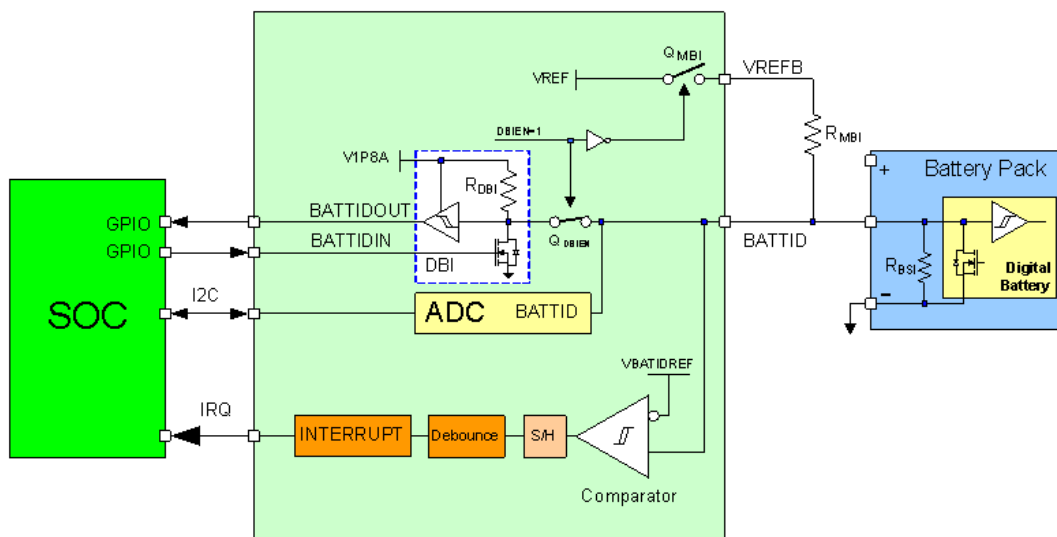 QMBI
VREF
VREFB
RMBI
DBIEN=1
V1P8A
RDBI
Battery Pack
+
GPIO
BATTIDOUT
QDBIEN
BATTID
GPIO
BATTIDIN
DBI
RBSI
Digital
Battery
-
SOC
I2C
ADC
BATTID
VBATIDREF
IRQ
INTERRUPT
Debounce
S/H
Comparator